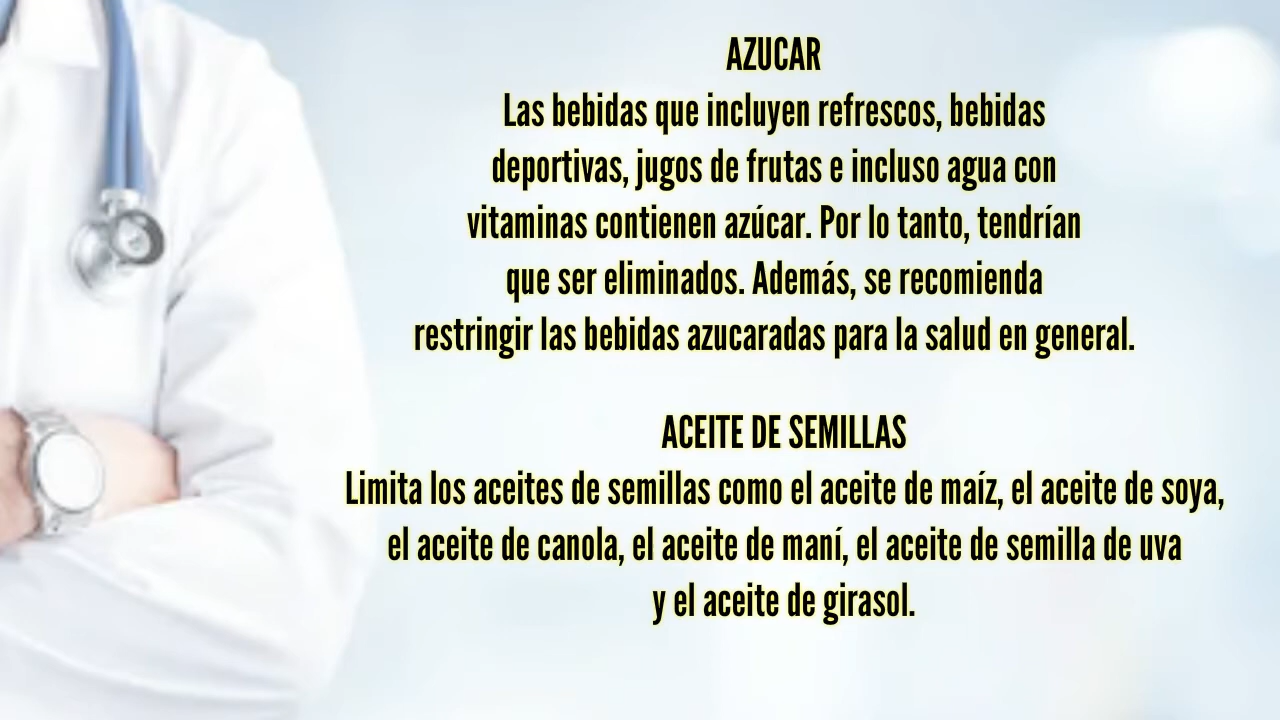 AZUCAR
Las bebidas que incluyen refrescos, bebidas
deportivas, jugos de frutas e incluso agua con
vitaminas contienen azúcar. Por lo tanto, tendrían
que ser eliminados. Además, se recomienda
restringir las bebidas azucaradas para la salud en general.
ACEITE DE SEMILLAS
Limita los aceites de semillas como el aceite de maíz, el aceite de soya,
el aceite de canola, el aceite de maní, el aceite de semilla de uva
y el aceite de girasol.